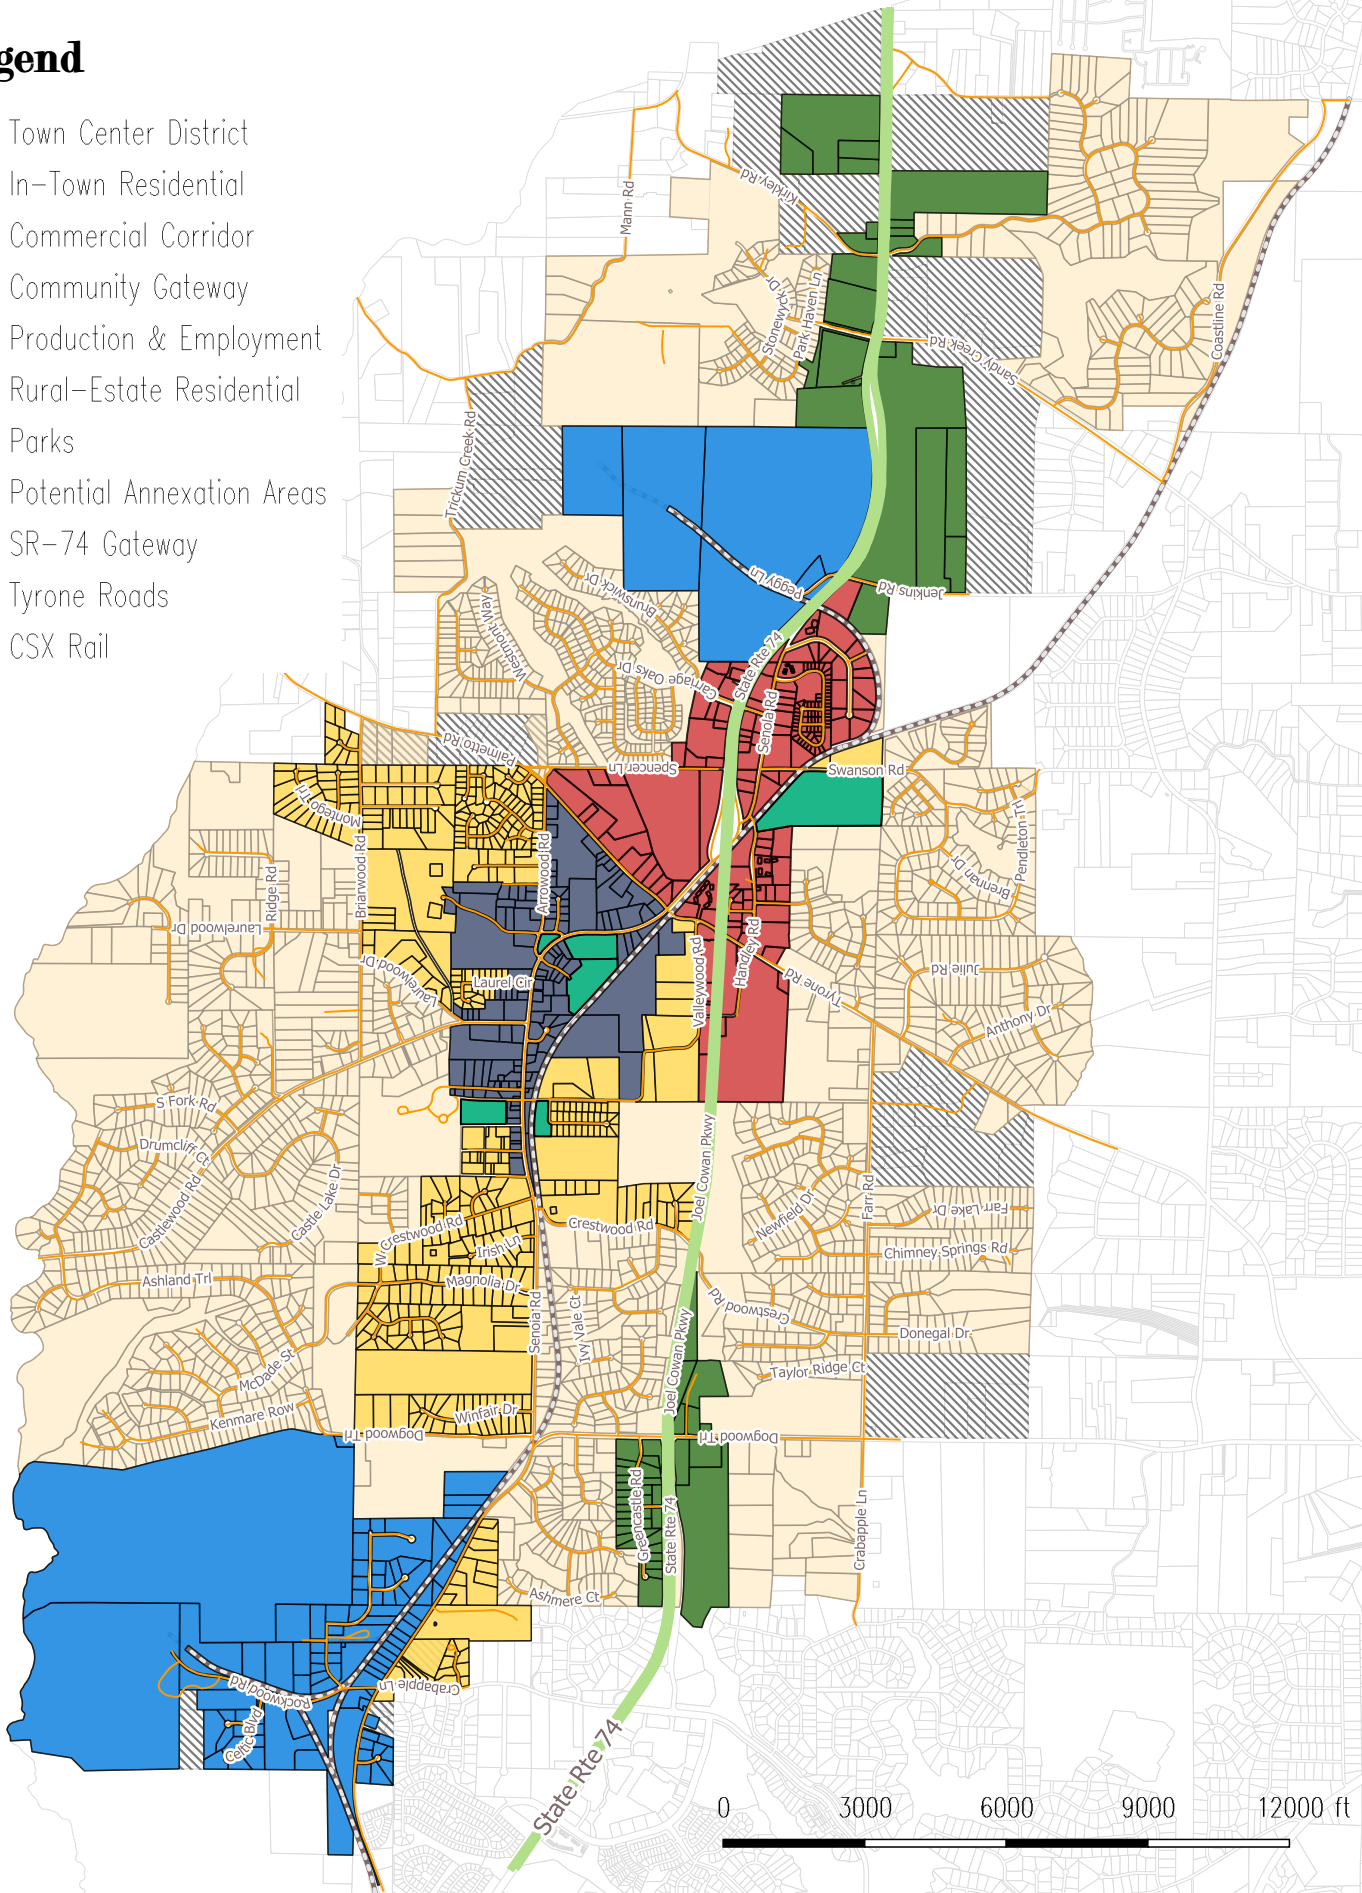 gend
Town Center District
In-Town Residential
Commercial Corridor
Community Gateway
Production & Employment
Rural-Estate Residential
Parks
Potential Annexation Areas
SR-74 Gateway
Tyrone Roads
CSX Rail
Kirkley Rd
Mann Rd
Stonewyck Dr
Park Haven Ln
Coastline Rd
Sandy Creek Rd
Trickum Creek Rd
Peggy Ln
Jenkins Rd
Brunswick Dr
Westmont Way
Carriage Oaks Dr
State Rte 74
Senoia Rd
Palmetto Rd
Spencer Ln
Swanson Rd
Montego Trl
Pendleton Trl
Briarwood Rd
Arrowood Rd
Brennan Dr
Ridge Rd
Laurelwood Dr
Laurelwood Dr
Laurel Cir
Valleywood Rd
Handley Rd
Tyrone Rd
Julie Rd
Anthony Dr
S Fork Rd
Drumcliff Ct
Castlewood Rd
Castle Lake Dr
Joel Cowan Pkwy
Farr Rd
Newfield Dr
Farr Lake Dr
Chimney Springs Rd
W Crestwood Rd
Crestwood Rd
Irish Ln
Ashland Trl
Magnolia Dr
Senoia Rd
Ivy Vale Ct
Crestwood Rd
Donegal Dr
Joel Cowan Pkwy
McDade St
Taylor Ridge Ct
Kenmare Row
Winfair Dr
Dogwood Trl
Dogwood Trl
Greencastle Rd
State Rte 74
Crabapple Ln
Ashmere Ct
Crabapple Ln
Rockwood Rd
Celtic Blvd
State Rte 74
0 3000 6000 9000 12000 ft